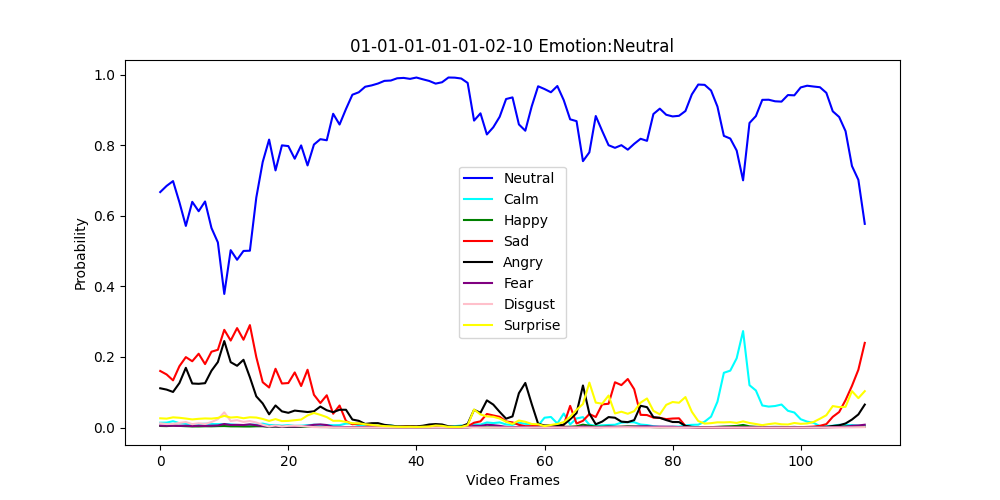 01-01-01-01-01-02-10 Emotion:Neutral
1.0
0.8
0.6
0.4
0.2
0.0
Probability
Neutral
Calm
Happy
Sad
Angry
Fear
Disgust
Surprise
0 20 40 60 80 100
Video Frames